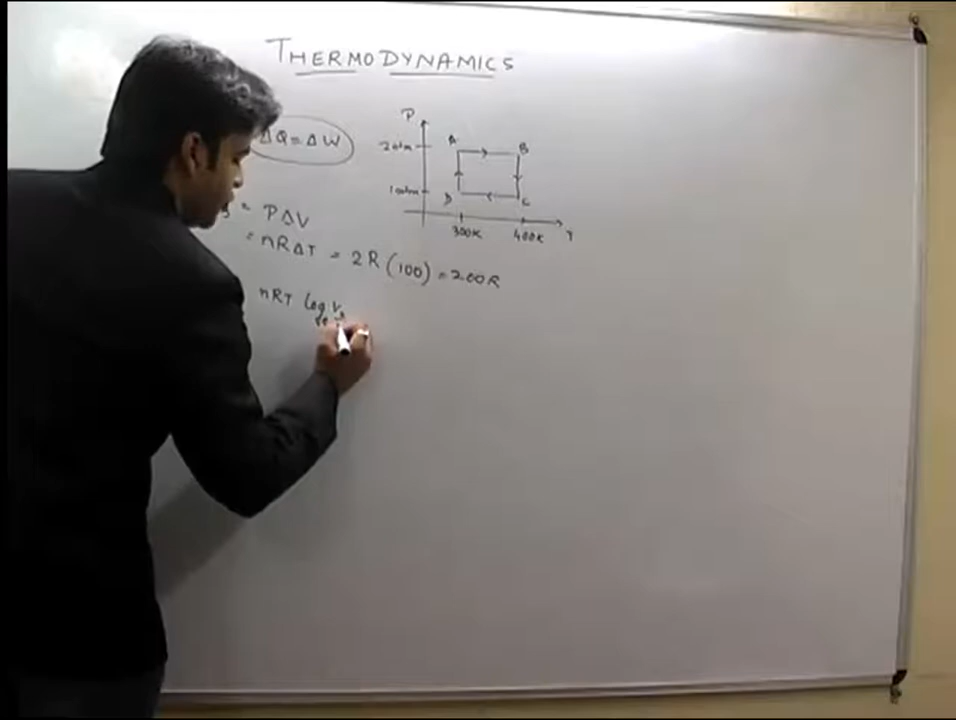 THERMODYNAMICS
ΔQ = ΔW
P
2atm
A
B
1atm
D
C
300K
400K
T
= PΔV
= nRΔT = 2R (100) = 200R
nRT log